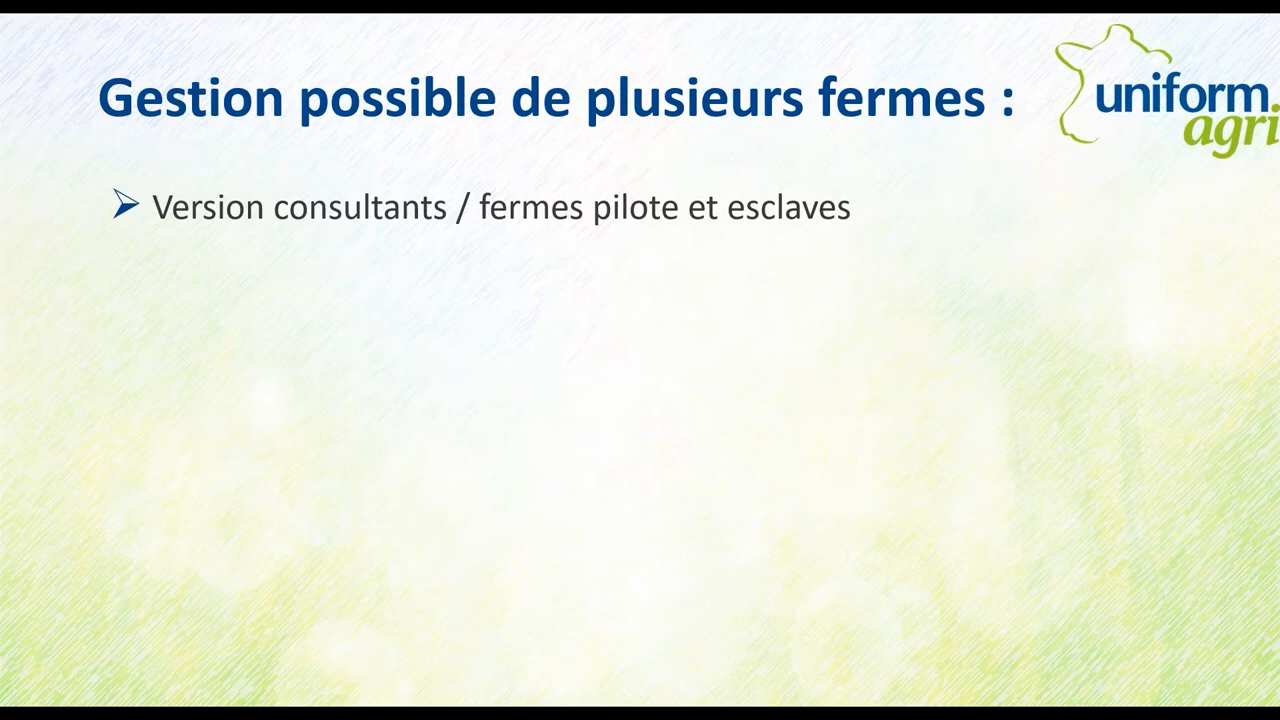 Gestion possible de plusieurs fermes :
uniform.
agri
Version consultants / fermes pilote et esclaves